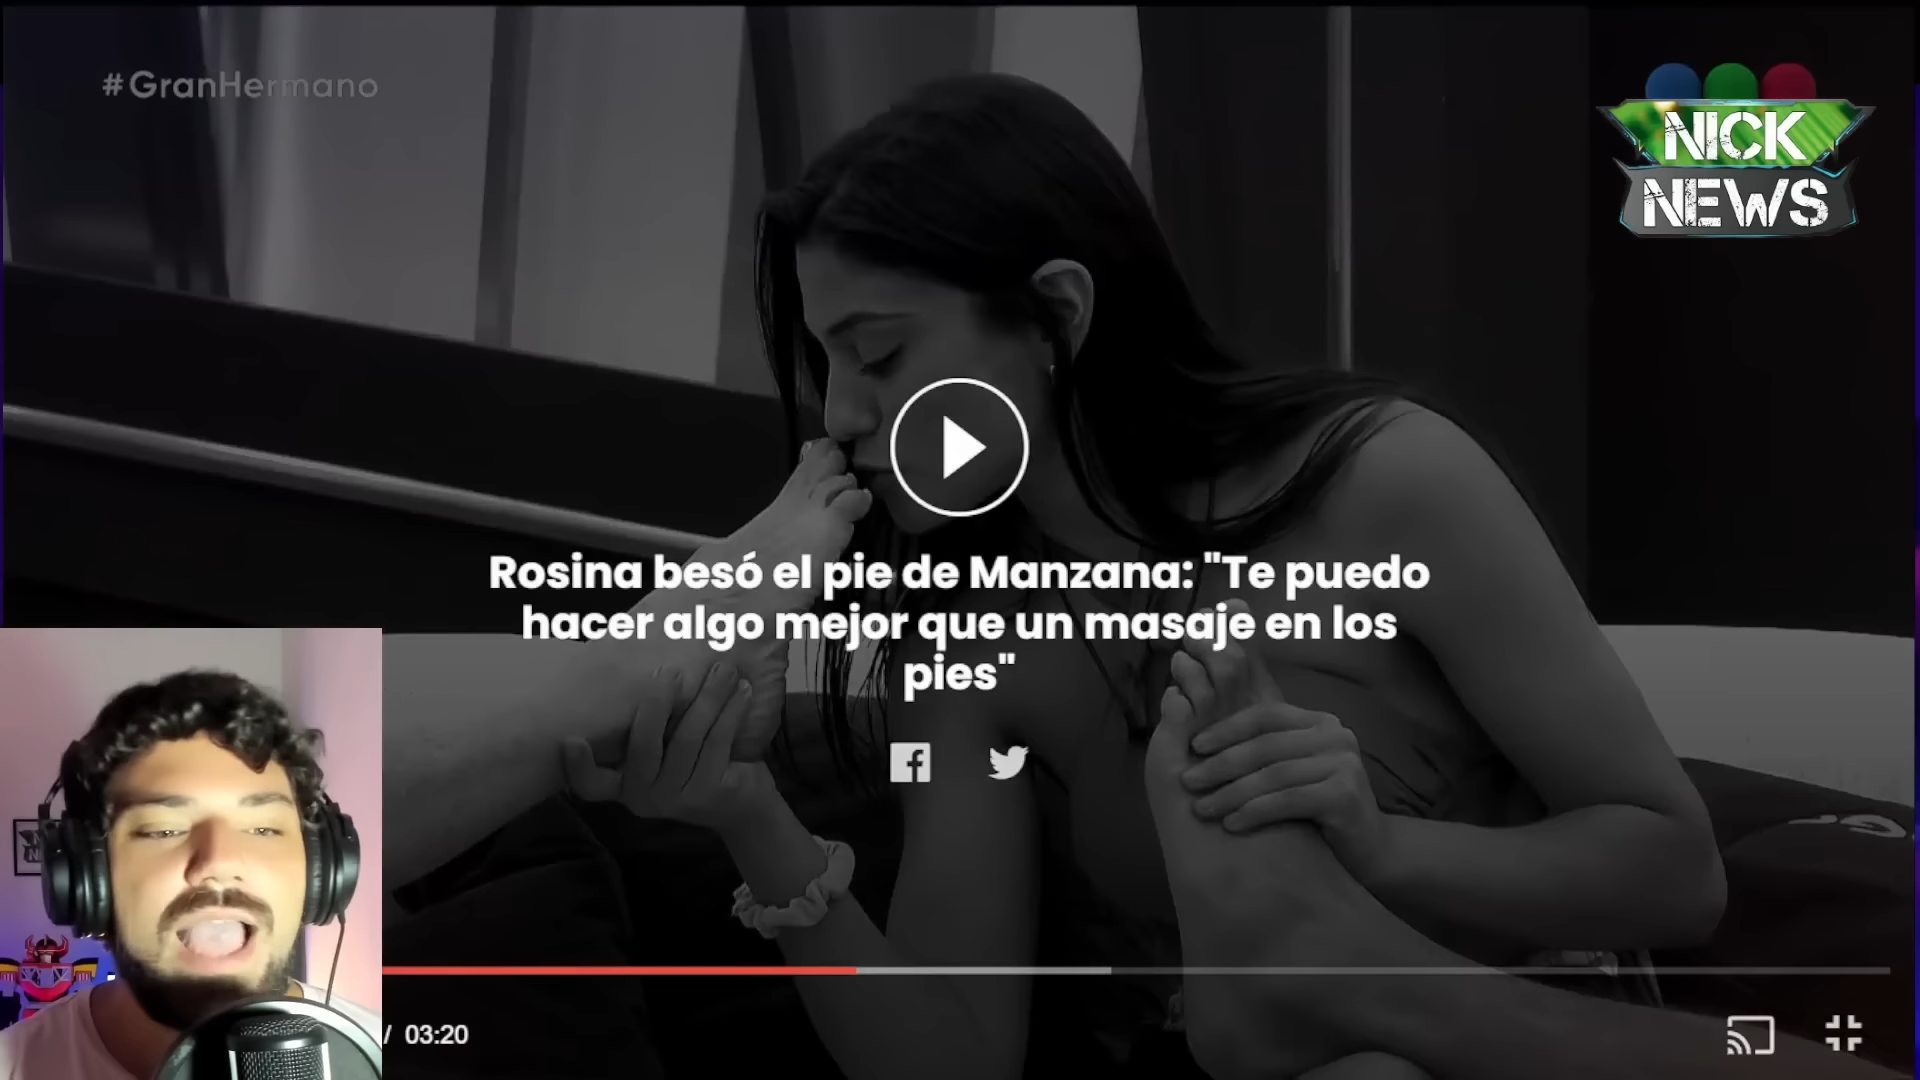 #GranHermano
NICK
NEWS
Rosina besó el pie de Manzana: "Te puedo
hacer algo mejor que un masaje en los
pies"
/ 03:20